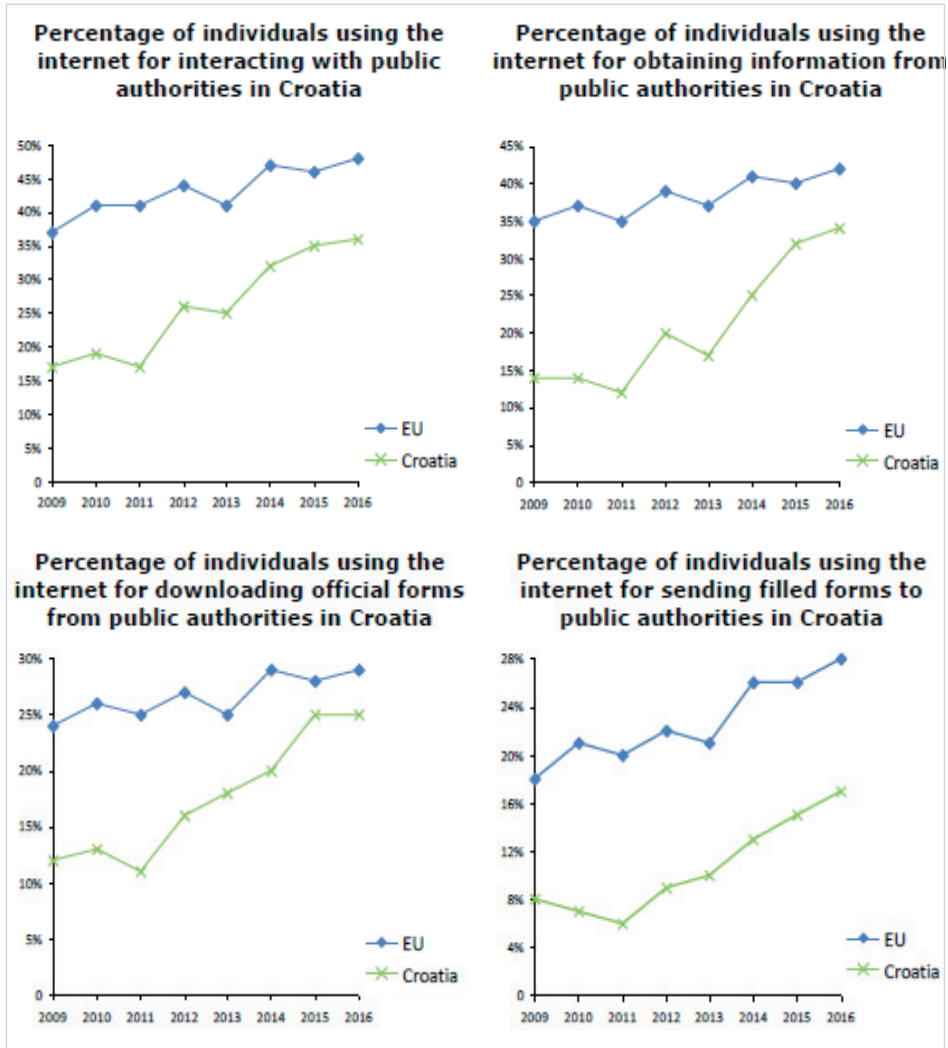 Percentage of individuals using the
internet for interacting with public
authorities in Croatia
50%
45%
40%
35%
30%
25%
20%
15%
10%
5%
0
2009 2010 2011 2012 2013 2014 2015 2016
EU
Croatia
Percentage of individuals using the
internet for obtaining information from
public authorities in Croatia
45%
40%
35%
30%
25%
20%
15%
10%
5%
0
2009 2010 2011 2012 2013 2014 2015 2016
EU
Croatia
Percentage of individuals using the
internet for downloading official forms
from public authorities in Croatia
30%
25%
20%
15%
10%
5%
0
2009 2010 2011 2012 2013 2014 2015 2016
EU
Croatia
Percentage of individuals using the
internet for sending filled forms to
public authorities in Croatia
28%
24%
20%
16%
12%
8%
4%
0
2009 2010 2011 2012 2013 2014 2015 2016
EU
Croatia